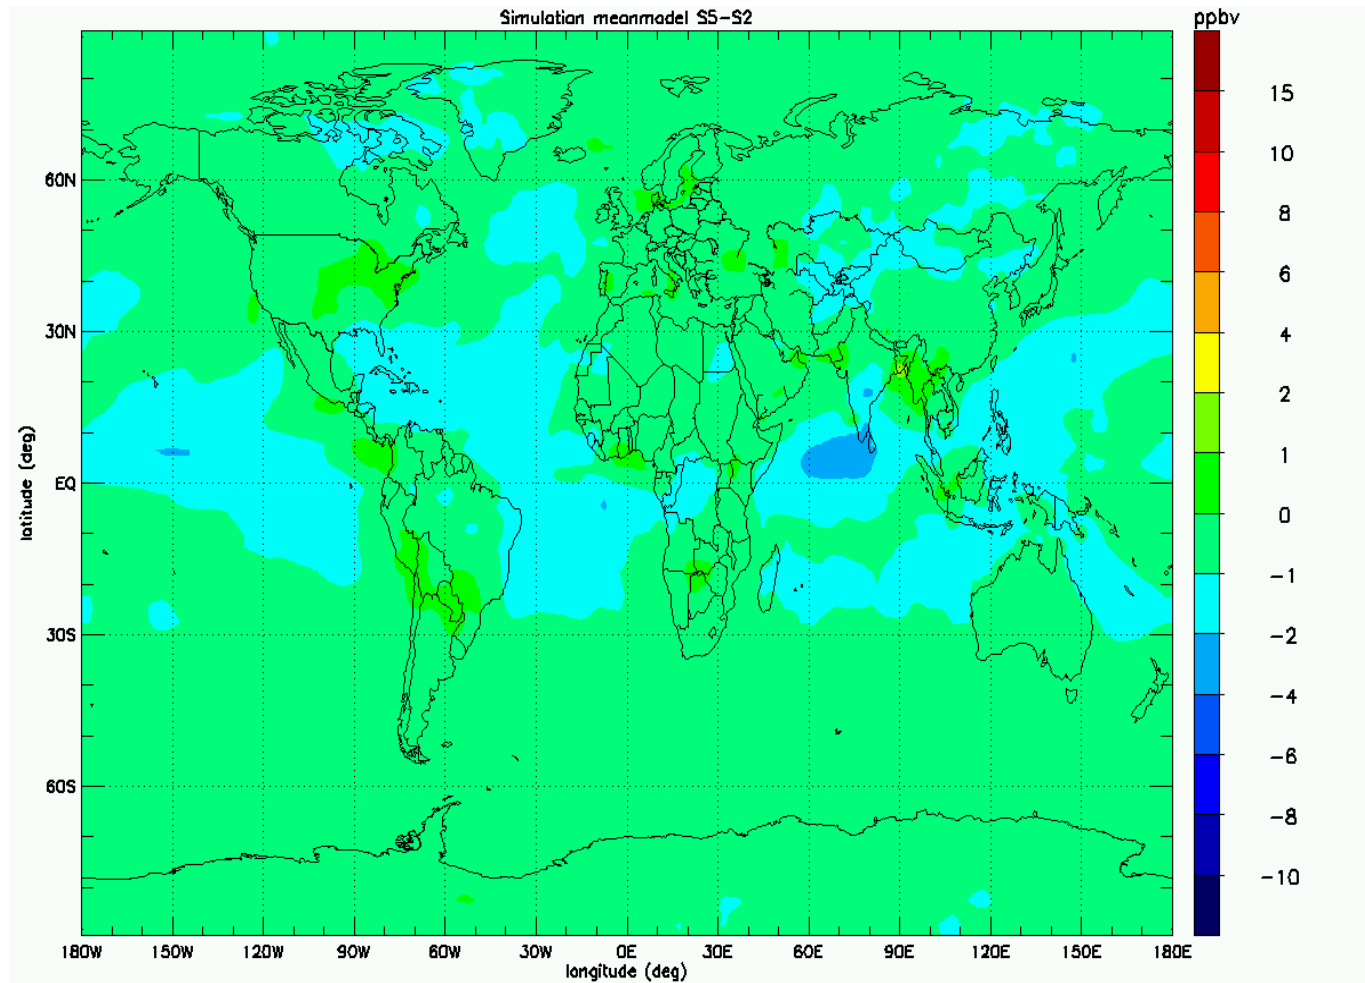 Simulation meanmodel S5-S2
ppbv
15
10
8
6
4
2
1
0
-1
-2
-4
-6
-8
-10
60N
30N
EQ
30S
60S
latitude (deg)
180W 150W 120W 90W 60W 30W 0E 30E 60E 90E 120E 150E 180E
longitude (deg)